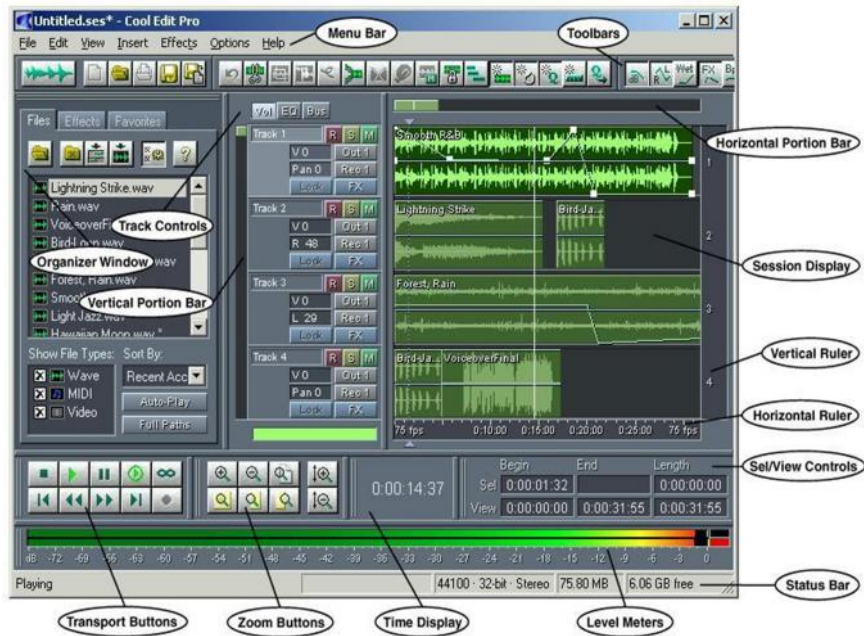 Untitled.ses* - Cool Edit Pro
File Edit View Insert Effects Options Help
Menu Bar
Toolbars
Wet
FX
Files Effects Favorites
Vol EQ Bus
Horizontal Portion Bar
Lightning Strike.wav
Rain.wav
Track Controls
Organizer Window
Forest, Rain.wav
Vertical Portion Bar
Light Jazz.wav
Hawaiian Moon.wav *
Show File Types: Sort By:
Wave
Recent Acc
MIDI
Auto-Play
Video
Full Paths
Track 1 R S M
V 0 Out 1
Pan 0 Rec 1
Lock FX
Track 2 R S M
V 0 Out 1
R 48 Rec 1
Lock FX
Track 3 R S M
V 0 Out 1
L 29 Rec 1
Lock FX
Track 4 R S M
V 0 Out 1
Pan 0 Rec 1
Lock FX
Smooth R&B
1
Lightning Strike Bird-Ja...
2
Session Display
Forest, Rain
3
Vertical Ruler
Bird-Ja... VoiceoverFinal
4
75 fps 0:10:00 0:15:00 0:20:00 0:25:00 75 fps
Horizontal Ruler
Sel/View Controls
0:00:14:37
Begin End Length
Sel 0:00:01:32 0:00:00:00
View 0:00:00:00 0:00:31:55 0:00:31:55
dB -72 -69 -66 -63 -60 -57 -54 -51 -48 -45 -42 -39 -36 -33 -30 -27 -24 -21 -18 -15 -12 -9 -6 -3 0
Playing 44100 · 32-bit · Stereo 75.80 MB 6.06 GB free
Status Bar
Transport Buttons
Zoom Buttons
Time Display
Level Meters